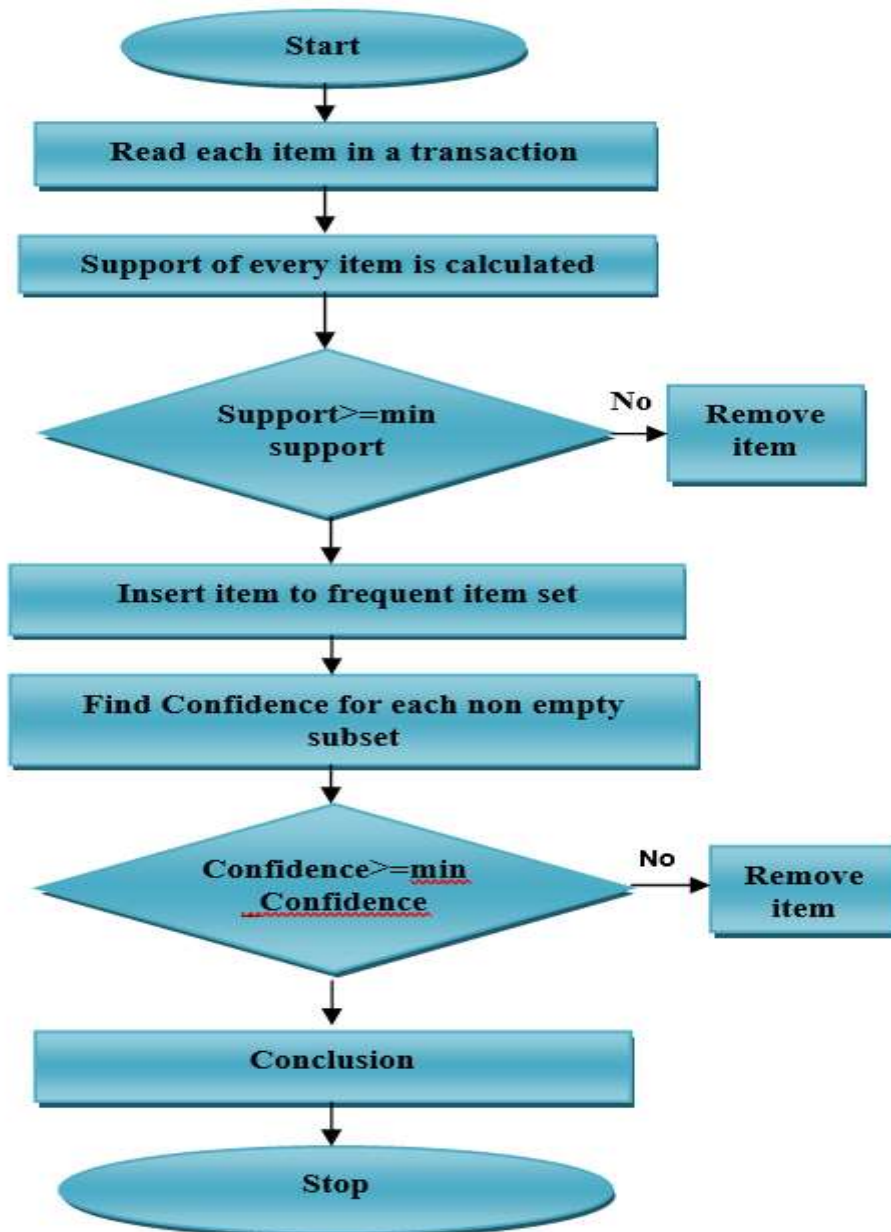 Start
Read each item in a transaction
Support of every item is calculated
Support>=min
support
No
Remove
item
Insert item to frequent item set
Find Confidence for each non empty
subset
Confidence>=min
Confidence
No
Remove
item
Conclusion
Stop